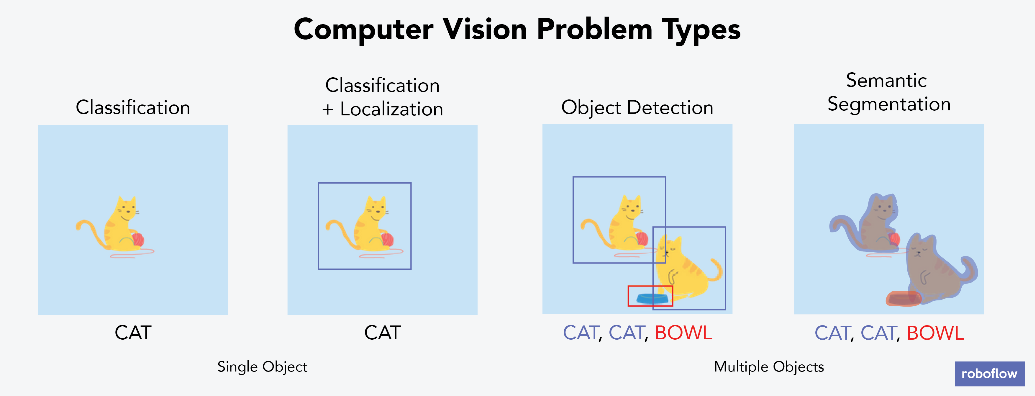 Computer Vision Problem Types
Classification
Classification
+ Localization
Object Detection
Semantic
Segmentation
CAT
CAT
CAT, CAT, BOWL
CAT, CAT, BOWL
Single Object
Multiple Objects
roboflow